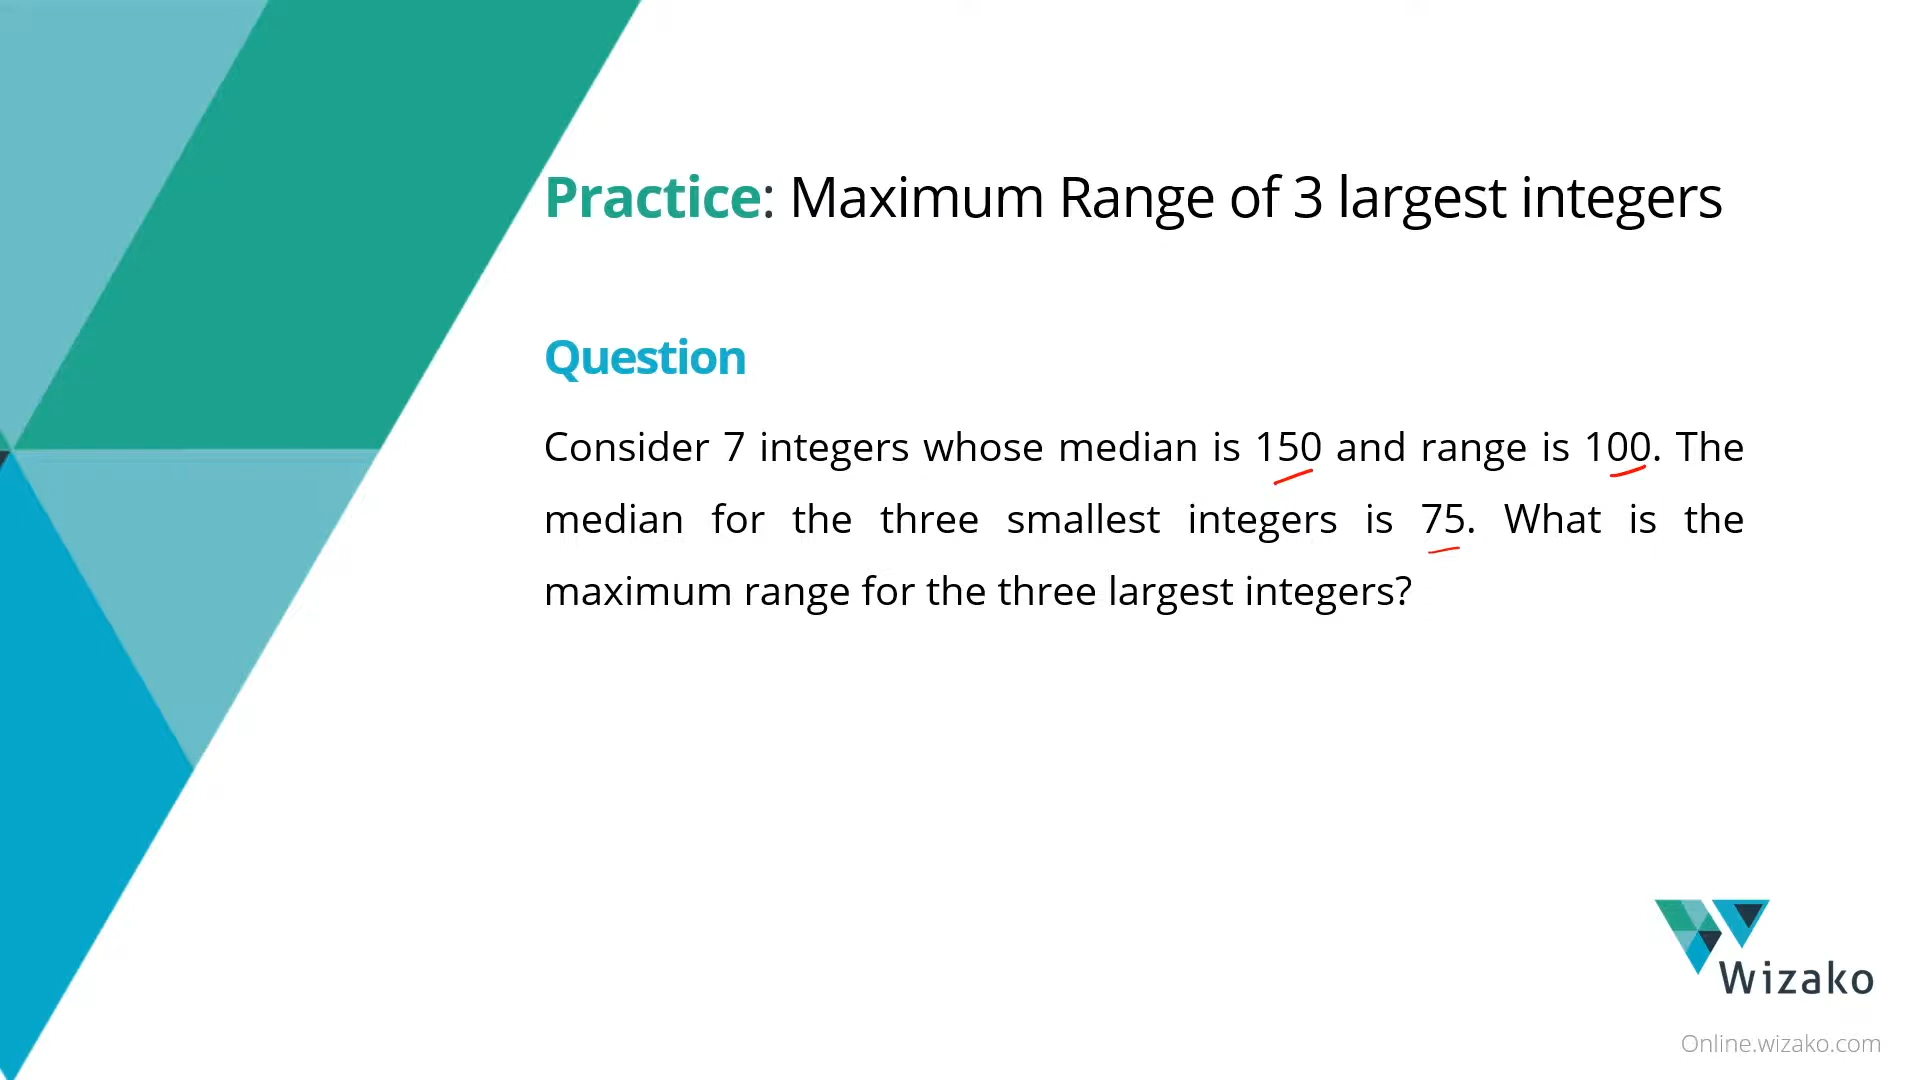 Practice: Maximum Range of 3 largest integers
Question
Consider 7 integers whose median is 150 and range is 100. The
median for the three smallest integers is 75. What is the
maximum range for the three largest integers?
Wizako
Online.wizako.com